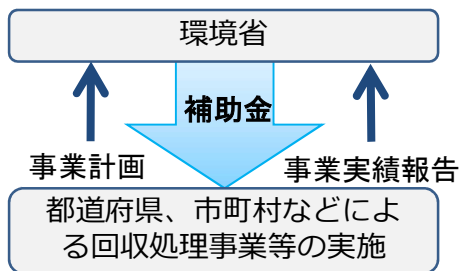 環境省
補助金
事業計画
事業実績報告
都道府県、市町村などによ
る回収処理事業等の実施